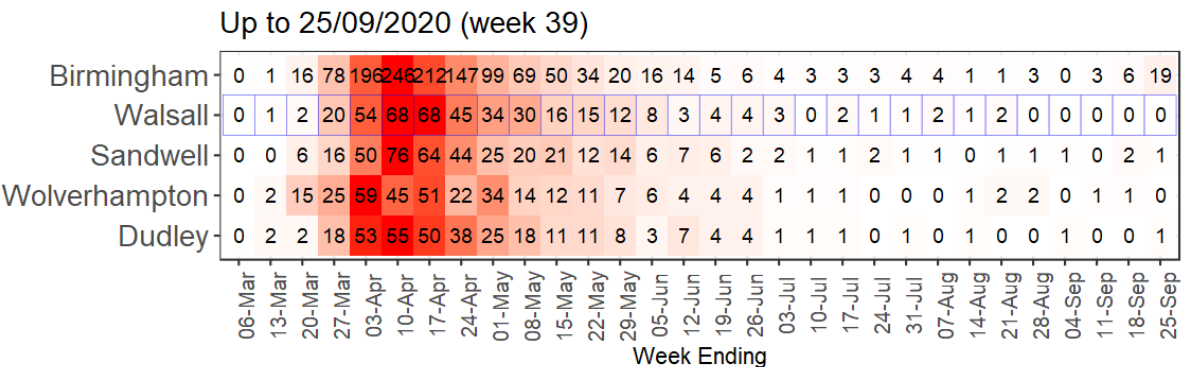 Up to 25/09/2020 (week 39)
Birmingham 0 1 16 78 196 246 212 147 99 69 50 34 20 16 14 5 6 4 3 3 3 4 4 1 1 3 0 3 6 19
Walsall 0 1 2 20 54 68 68 45 34 30 16 15 12 8 3 4 4 3 0 2 1 1 2 1 2 0 0 0 0 0
Sandwell 0 0 6 16 50 76 64 44 25 20 21 12 14 6 7 6 2 2 1 1 2 1 1 0 1 1 1 0 2 1
Wolverhampton 0 2 15 25 59 45 51 22 34 14 12 11 7 6 4 4 4 1 1 1 0 0 0 1 2 2 0 1 1 0
Dudley 0 2 2 18 53 55 50 38 25 18 11 11 8 3 7 4 4 1 1 1 0 1 0 1 0 0 1 0 0 1
06-Mar 13-Mar 20-Mar 27-Mar 03-Apr 10-Apr 17-Apr 24-Apr 01-May 08-May 15-May 22-May 29-May 05-Jun 12-Jun 19-Jun 26-Jun 03-Jul 10-Jul 17-Jul 24-Jul 31-Jul 07-Aug 14-Aug 21-Aug 28-Aug 04-Sep 11-Sep 18-Sep 25-Sep
Week Ending